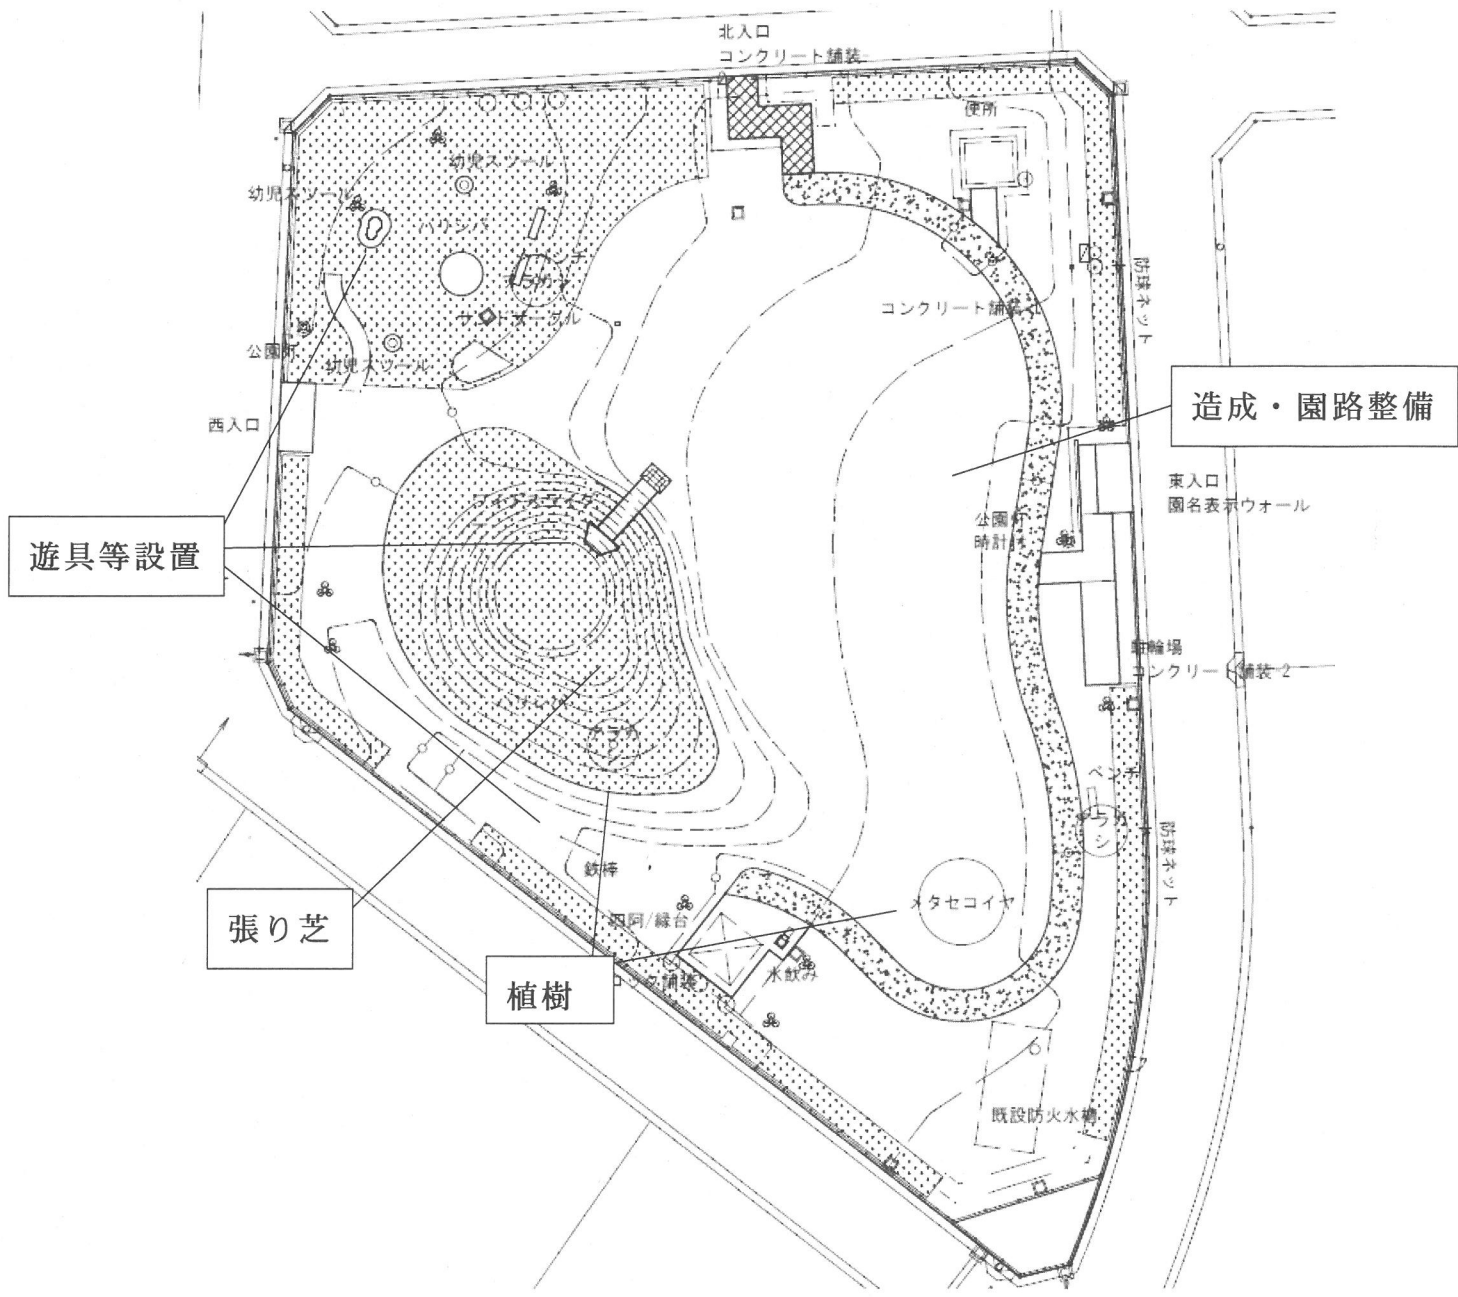 北入口
コンクリート舗装
便所
幼児スツール
幼児スツール
ハリシバ
防球ネット
コンクリート舗装-1
公園灯
幼児スツール
造成・園路整備
西入口
東入口
園名表示ウォール
公園灯
時計
遊具等設置
駐輪場
コンクリート舗装-2
ベンチ
防球ネット
鉄棒
メタセコイヤ
張り芝
四阿/縁台
水飲み
植樹
既設防火水槽